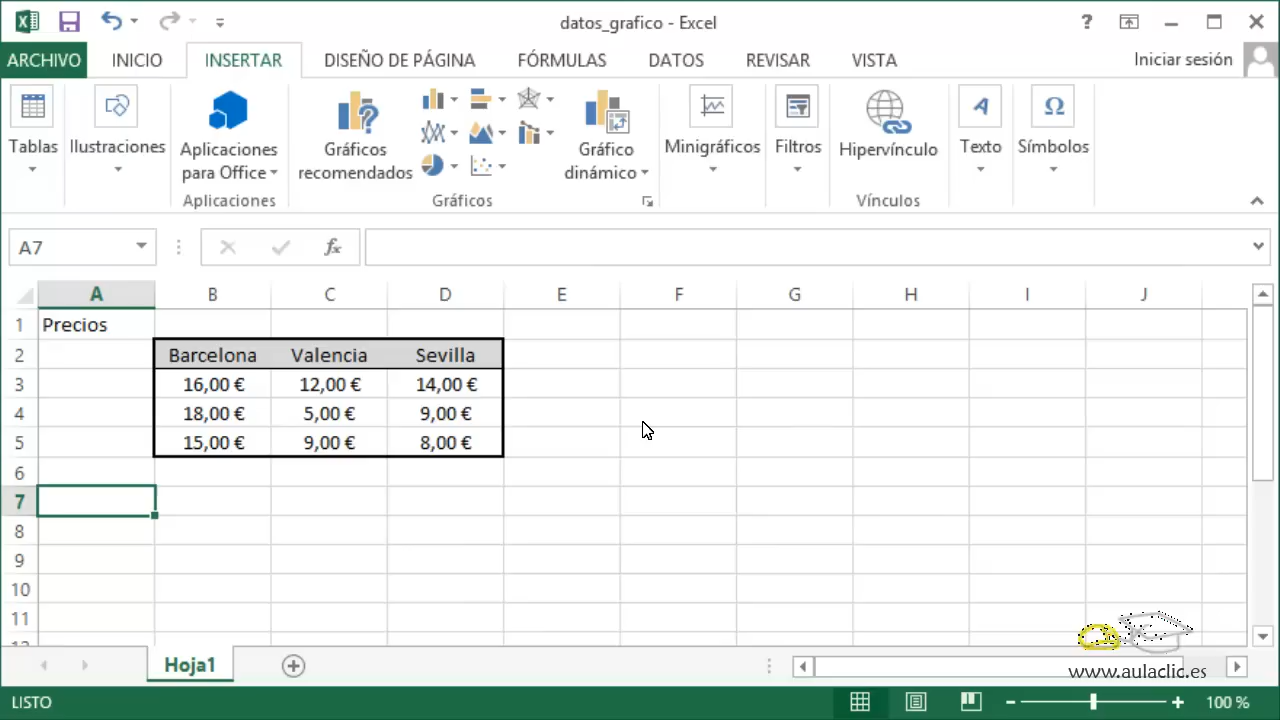 datos_grafico - Excel
?
ARCHIVO INICIO INSERTAR DISEÑO DE PÁGINA FÓRMULAS DATOS REVISAR VISTA Iniciar sesión
Tablas Ilustraciones Aplicaciones para Office Gráficos recomendados Gráfico dinámico Minigráficos Filtros Hipervínculo Texto Símbolos
Aplicaciones Gráficos Vínculos
A7 fx
A B C D E F G H I J
1 Precios
2 Barcelona Valencia Sevilla
3 16,00 € 12,00 € 14,00 €
4 18,00 € 5,00 € 9,00 €
5 15,00 € 9,00 € 8,00 €
6
7
8
9
10
11
12
www.aulaclic.es
Hoja1
LISTO 100 %